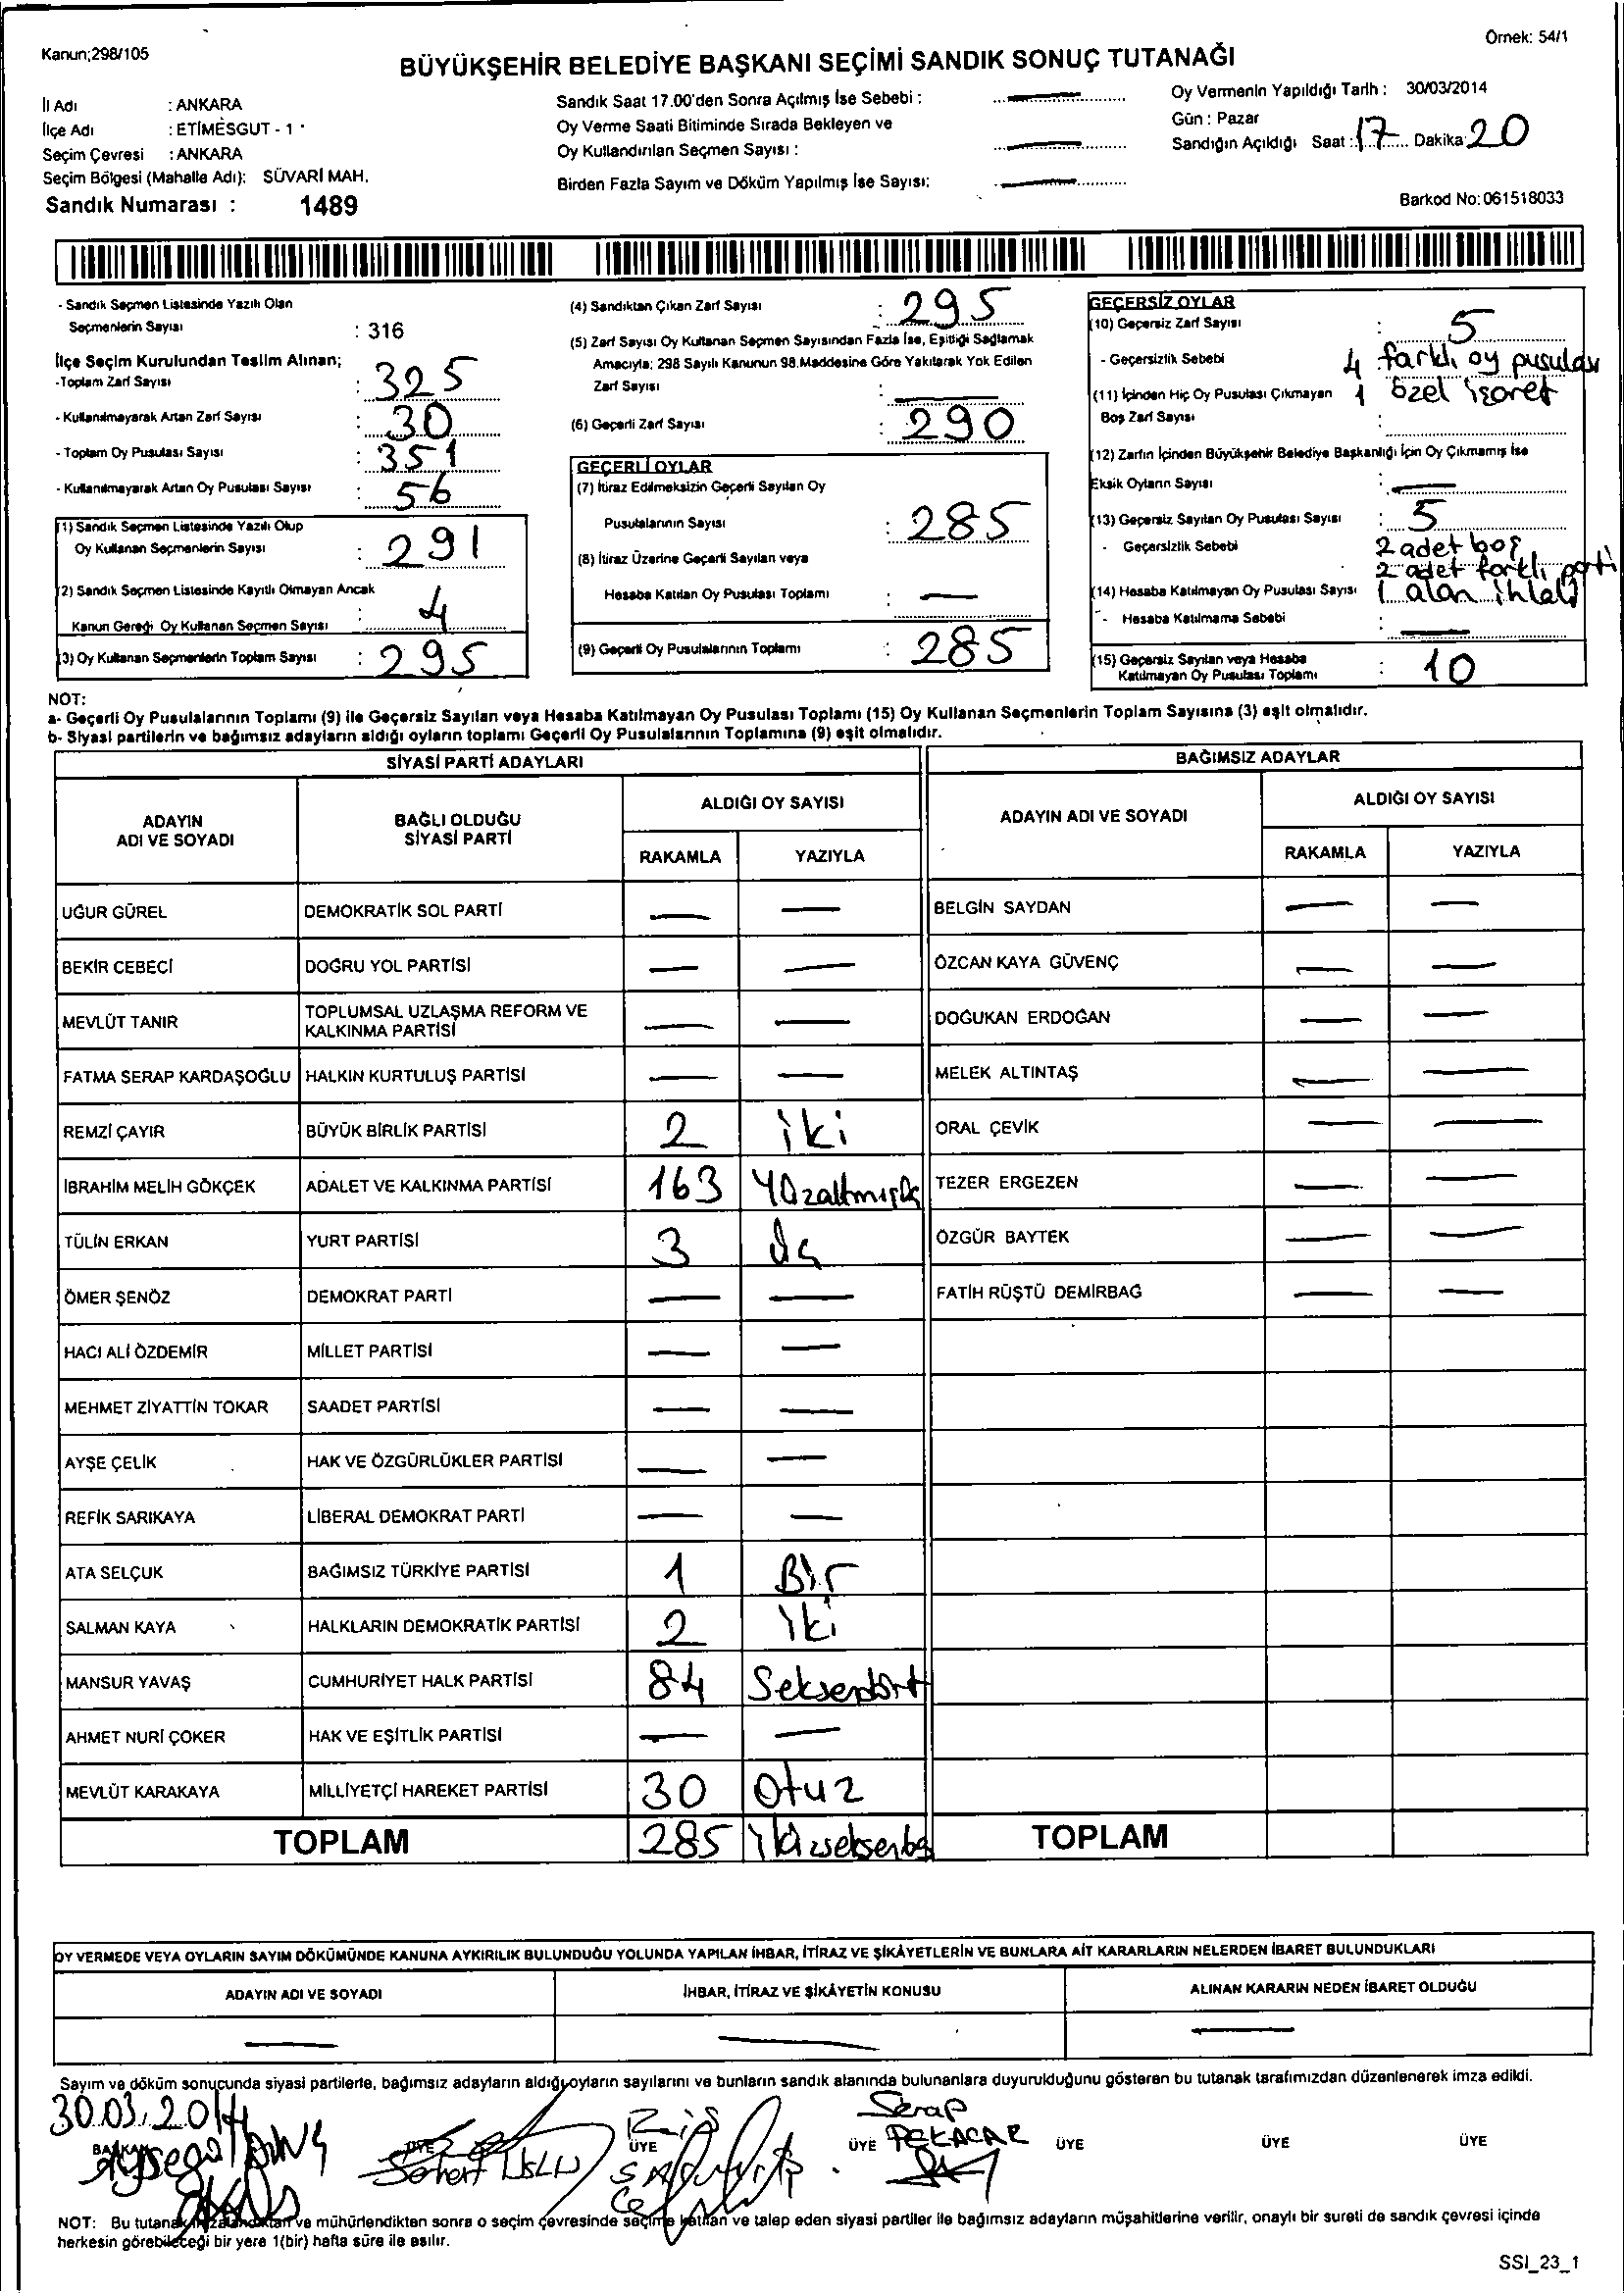 Kanun;298/105
Örnek: 54/1
BÜYÜKŞEHİR BELEDİYE BAŞKANI SEÇİMİ SANDIK SONUÇ TUTANAĞI
İl Adı : ANKARA
İlçe Adı : ETİMESGUT - 1
Seçim Çevresi : ANKARA
Seçim Bölgesi (Mahalle Adı): SÜVARİ MAH.
Sandık Numarası : 1489
Sandık Saat 17.00'den Sonra Açılmış İse Sebebi :
Oy Verme Saati Bitiminde Sırada Bekleyen ve
Oy Kullandırılan Seçmen Sayısı :
Birden Fazla Sayım ve Döküm Yapılmış İse Sayısı:
Oy Vermenin Yapıldığı Tarih : 30/03/2014
Gün : Pazar
Sandığın Açıldığı Saat : 17 Dakika 20
Barkod No:061518033
- Sandık Seçmen Listesinde Yazılı Olan
Seçmenlerin Sayısı : 316
İlçe Seçim Kurulundan Teslim Alınan;
-Toplam Zarf Sayısı : 325
- Kullanılmayarak Artan Zarf Sayısı : 30
- Toplam Oy Pusulası Sayısı : 351
- Kullanılmayarak Artan Oy Pusulası Sayısı : 56
(1) Sandık Seçmen Listesinde Yazılı Olup
Oy Kullanan Seçmenlerin Sayısı : 291
(2) Sandık Seçmen Listesinde Kayıtlı Olmayan Ancak
Kanun Gereği Oy Kullanan Seçmen Sayısı : 4
(3) Oy Kullanan Seçmenlerin Toplam Sayısı : 295
(4) Sandıktan Çıkan Zarf Sayısı : 295
(5) Zarf Sayısı Oy Kullanan Seçmen Sayısından Fazla İse, Eşitliği Sağlamak
Amacıyla; 298 Sayılı Kanunun 98.Maddesine Göre Yakılarak Yok Edilen
Zarf Sayısı :
(6) Geçerli Zarf Sayısı : 290
GEÇERLİ OYLAR
(7) İtiraz Edilmeksizin Geçerli Sayılan Oy
Pusulalarının Sayısı : 285
(8) İtiraz Üzerine Geçerli Sayılan veya
Hesaba Katılan Oy Pusulası Toplamı :
(9) Geçerli Oy Pusulalarının Toplamı : 285
GEÇERSİZ OYLAR
(10) Geçersiz Zarf Sayısı : 5
- Geçersizlik Sebebi 4 farklı oy pusulası
(11) İçinden Hiç Oy Pusulası Çıkmayan 1 özel işaret
Boş Zarf Sayısı :
(12) Zarfın İçinden Büyükşehir Belediye Başkanlığı İçin Oy Çıkmamış İse
Eksik Oyların Sayısı :
(13) Geçersiz Sayılan Oy Pusulası Sayısı : 5
- Geçersizlik Sebebi 2 adet boş
2 adet farklı parti
(14) Hesaba Katılmayan Oy Pusulası Sayısı 1 alan ihlali
- Hesaba Katılmama Sebebi :
(15) Geçersiz Sayılan veya Hesaba
Katılmayan Oy Pusulası Toplamı : 10
NOT:
a- Geçerli Oy Pusulalarının Toplamı (9) ile Geçersiz Sayılan veya Hesaba Katılmayan Oy Pusulası Toplamı (15) Oy Kullanan Seçmenlerin Toplam Sayısına (3) eşit olmalıdır.
b- Siyasi partilerin ve bağımsız adayların aldığı oyların toplamı Geçerli Oy Pusulalarının Toplamına (9) eşit olmalıdır.
SİYASİ PARTİ ADAYLARI
BAĞIMSIZ ADAYLAR
ADAYIN
ADI VE SOYADI
BAĞLI OLDUĞU
SİYASİ PARTİ
ALDIĞI OY SAYISI
RAKAMLA YAZIYLA
ADAYIN ADI VE SOYADI
ALDIĞI OY SAYISI
RAKAMLA YAZIYLA
UĞUR GÜREL DEMOKRATİK SOL PARTİ — — BELGİN SAYDAN — —
BEKİR CEBECİ DOĞRU YOL PARTİSİ — — ÖZCAN KAYA GÜVENÇ — —
MEVLÜT TANIR TOPLUMSAL UZLAŞMA REFORM VE
KALKINMA PARTİSİ — — DOĞUKAN ERDOĞAN — —
FATMA SERAP KARDAŞOĞLU HALKIN KURTULUŞ PARTİSİ — — MELEK ALTINTAŞ — —
REMZİ ÇAYIR BÜYÜK BİRLİK PARTİSİ 2 iki ORAL ÇEVİK — —
İBRAHİM MELİH GÖKÇEK ADALET VE KALKINMA PARTİSİ 163 Yüzaltmışüç TEZER ERGEZEN — —
TÜLİN ERKAN YURT PARTİSİ 3 üç ÖZGÜR BAYTEK — —
ÖMER ŞENÖZ DEMOKRAT PARTİ — — FATİH RÜŞTÜ DEMİRBAĞ — —
HACI ALİ ÖZDEMİR MİLLET PARTİSİ — —
MEHMET ZİYATTİN TOKAR SAADET PARTİSİ — —
AYŞE ÇELİK HAK VE ÖZGÜRLÜKLER PARTİSİ — —
REFİK SARIKAYA LİBERAL DEMOKRAT PARTİ — —
ATA SELÇUK BAĞIMSIZ TÜRKİYE PARTİSİ 1 Bir
SALMAN KAYA HALKLARIN DEMOKRATİK PARTİSİ 2 iki
MANSUR YAVAŞ CUMHURİYET HALK PARTİSİ 84 Seksendört
AHMET NURİ ÇOKER HAK VE EŞİTLİK PARTİSİ — —
MEVLÜT KARAKAYA MİLLİYETÇİ HAREKET PARTİSİ 30 otuz
TOPLAM 285 ikiyüzseksenbeş TOPLAM
OY VERMEDE VEYA OYLARIN SAYIM DÖKÜMÜNDE KANUNA AYKIRILIK BULUNDUĞU YOLUNDA YAPILAN İHBAR, İTİRAZ VE ŞİKÂYETLERİN VE BUNLARA AİT KARARLARIN NELERDEN İBARET BULUNDUKLARI
ADAYIN ADI VE SOYADI İHBAR, İTİRAZ VE ŞİKÂYETİN KONUSU ALINAN KARARIN NEDEN İBARET OLDUĞU
Sayım ve döküm sonucunda siyasi partilerle, bağımsız adayların aldığı oyların sayılarını ve bunların sandık alanında bulunanlara duyurulduğunu gösteren bu tutanak tarafımızdan düzenlenerek imza edildi.
30.03.2014
Serap
PEKACAR
BAŞKAN ÜYE ÜYE ÜYE ÜYE ÜYE ÜYE
NOT: Bu tutanak imzalandıktan ve mühürlendikten sonra o seçim çevresinde seçime katılan ve talep eden siyasi partiler ile bağımsız adayların müşahitlerine verilir, onaylı bir sureti de sandık çevresi içinde
herkesin görebileceği bir yere 1(bir) hafta süre ile asılır.
SSI_23_1